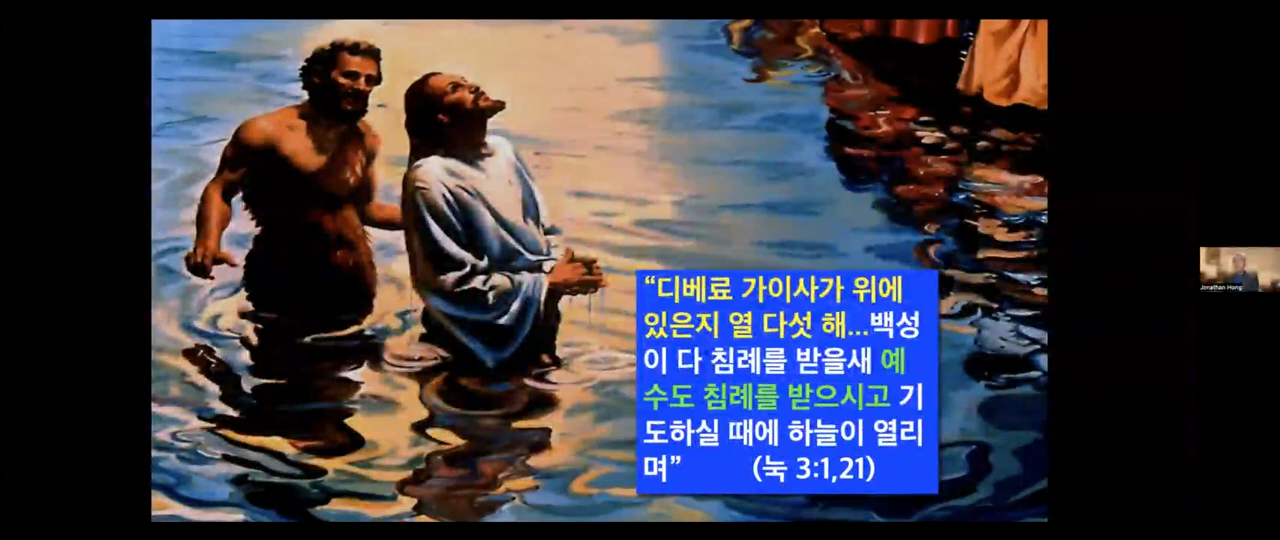 “디베료 가이사가 위에
있은지 열 다섯 해...백성
이 다 침례를 받을새 예
수도 침례를 받으시고 기
도하실 때에 하늘이 열리
며” (눅 3:1,21)
Jonathan Hong